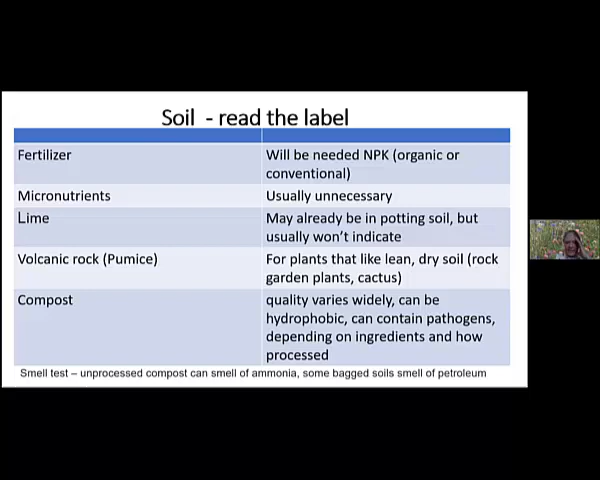 Soil - read the label
Fertilizer
Will be needed NPK (organic or
conventional)
Micronutrients
Usually unnecessary
Lime
May already be in potting soil, but
usually won't indicate
Volcanic rock (Pumice)
For plants that like lean, dry soil (rock
garden plants, cactus)
Compost
quality varies widely, can be
hydrophobic, can contain pathogens,
depending on ingredients and how
processed
Smell test – unprocessed compost can smell of ammonia, some bagged soils smell of petroleum